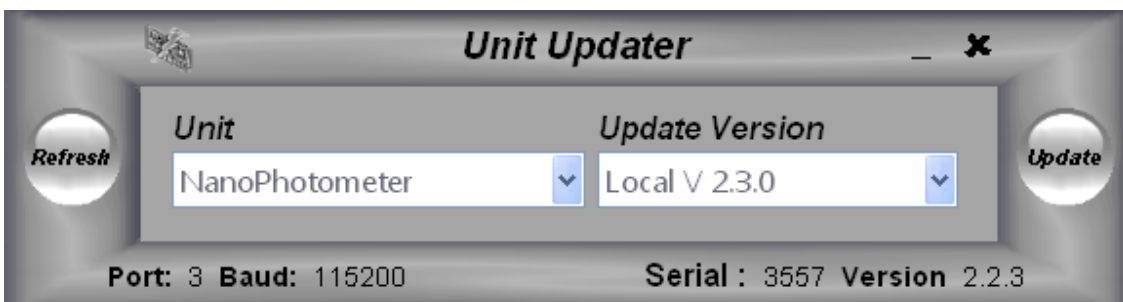 Unit Updater
Unit Update Version
Refresh NanoPhotometer Local V 2.3.0 Update
Port: 3 Baud: 115200 Serial : 3557 Version 2.2.3